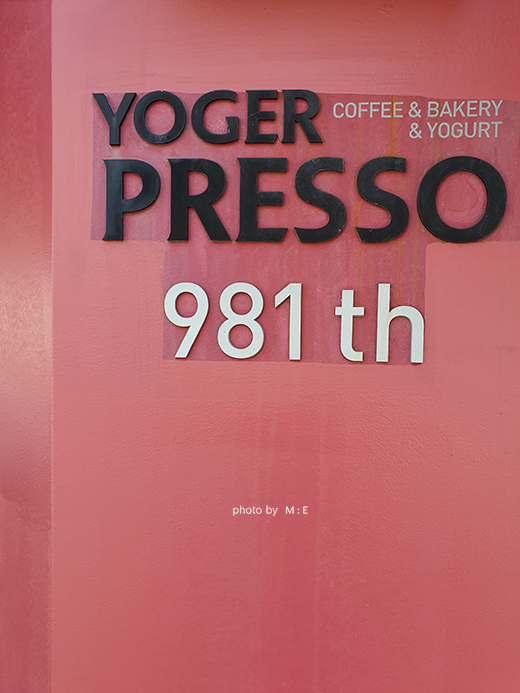 YOGER COFFEE & BAKERY
& YOGURT
PRESSO
981 th
photo by M : E